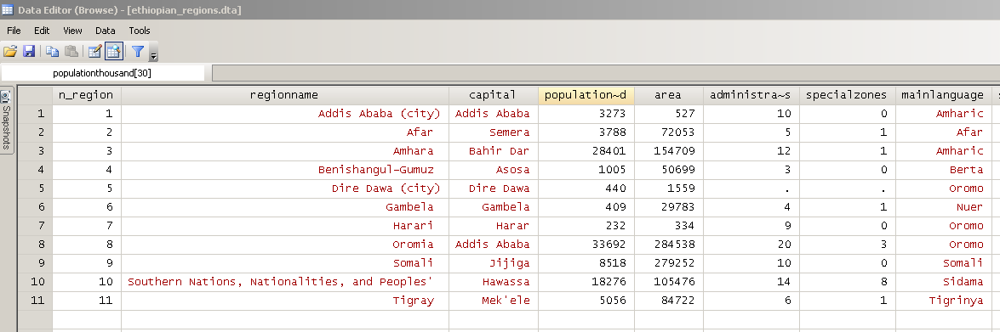 Data Editor (Browse) - [ethiopian_regions.dta]
File Edit View Data Tools
populationthousand[30]
Snapshots
n_region regionname capital population~d area administra~s specialzones mainlanguage
1 1 Addis Ababa (city) Addis Ababa 3273 527 10 0 Amharic
2 2 Afar Semera 3788 72053 5 1 Afar
3 3 Amhara Bahir Dar 28401 154709 12 1 Amharic
4 4 Benishangul-Gumuz Asosa 1005 50699 3 0 Berta
5 5 Dire Dawa (city) Dire Dawa 440 1559 . . Oromo
6 6 Gambela Gambela 409 29783 4 1 Nuer
7 7 Harari Harar 232 334 9 0 Oromo
8 8 Oromia Addis Ababa 33692 284538 20 3 Oromo
9 9 Somali Jijiga 8518 279252 10 0 Somali
10 10 Southern Nations, Nationalities, and Peoples' Hawassa 18276 105476 14 8 Sidama
11 11 Tigray Mek'ele 5056 84722 6 1 Tigrinya